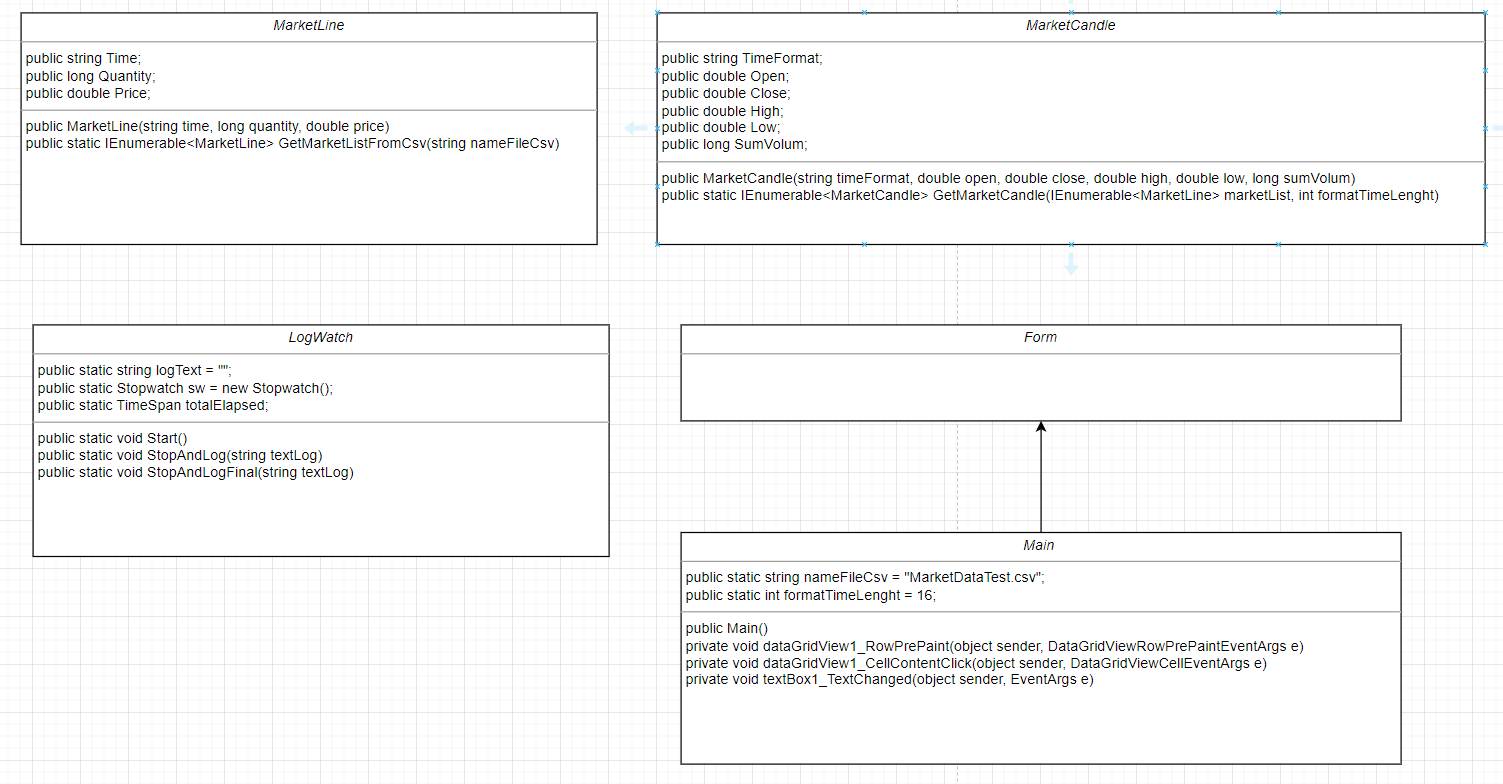 MarketLine
public string Time;
public long Quantity;
public double Price;
public MarketLine(string time, long quantity, double price)
public static IEnumerable<MarketLine> GetMarketListFromCsv(string nameFileCsv)
MarketCandle
public string TimeFormat;
public double Open;
public double Close;
public double High;
public double Low;
public long SumVolum;
public MarketCandle(string timeFormat, double open, double close, double high, double low, long sumVolum)
public static IEnumerable<MarketCandle> GetMarketCandle(IEnumerable<MarketLine> marketList, int formatTimeLenght)
LogWatch
public static string logText = "";
public static Stopwatch sw = new Stopwatch();
public static TimeSpan totalElapsed;
public static void Start()
public static void StopAndLog(string textLog)
public static void StopAndLogFinal(string textLog)
Form
Main
public static string nameFileCsv = "MarketDataTest.csv";
public static int formatTimeLenght = 16;
public Main()
private void dataGridView1_RowPrePaint(object sender, DataGridViewRowPrePaintEventArgs e)
private void dataGridView1_CellContentClick(object sender, DataGridViewCellEventArgs e)
private void textBox1_TextChanged(object sender, EventArgs e)